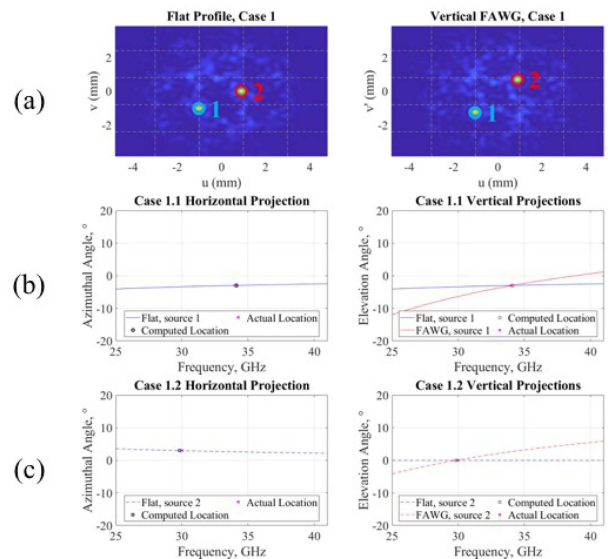 Flat Profile, Case 1
Vertical FAWG, Case 1
(a)
v (mm)
2
0
-2
1
2
-4
-2
0
2
4
u (mm)
v' (mm)
2
0
-2
1
2
-4
-2
0
2
4
u (mm)
Case 1.1 Horizontal Projection
Case 1.1 Vertical Projections
(b)
Azimuthal Angle, °
20
10
0
-10
-20
Flat, source 1
Actual Location
Computed Location
25
30
35
40
Frequency, GHz
Elevation Angle, °
20
10
0
-10
-20
Flat, source 1
Computed Location
FAWG, source 1
Actual Location
25
30
35
40
Frequency, GHz
Case 1.2 Horizontal Projection
Case 1.2 Vertical Projections
(c)
Azimuthal Angle, °
20
10
0
-10
-20
Flat, source 2
Actual Location
Computed Location
25
30
35
40
Frequency, GHz
Elevation Angle, °
20
10
0
-10
-20
Flat, source 2
Computed Location
FAWG, source 2
Actual Location
25
30
35
40
Frequency, GHz